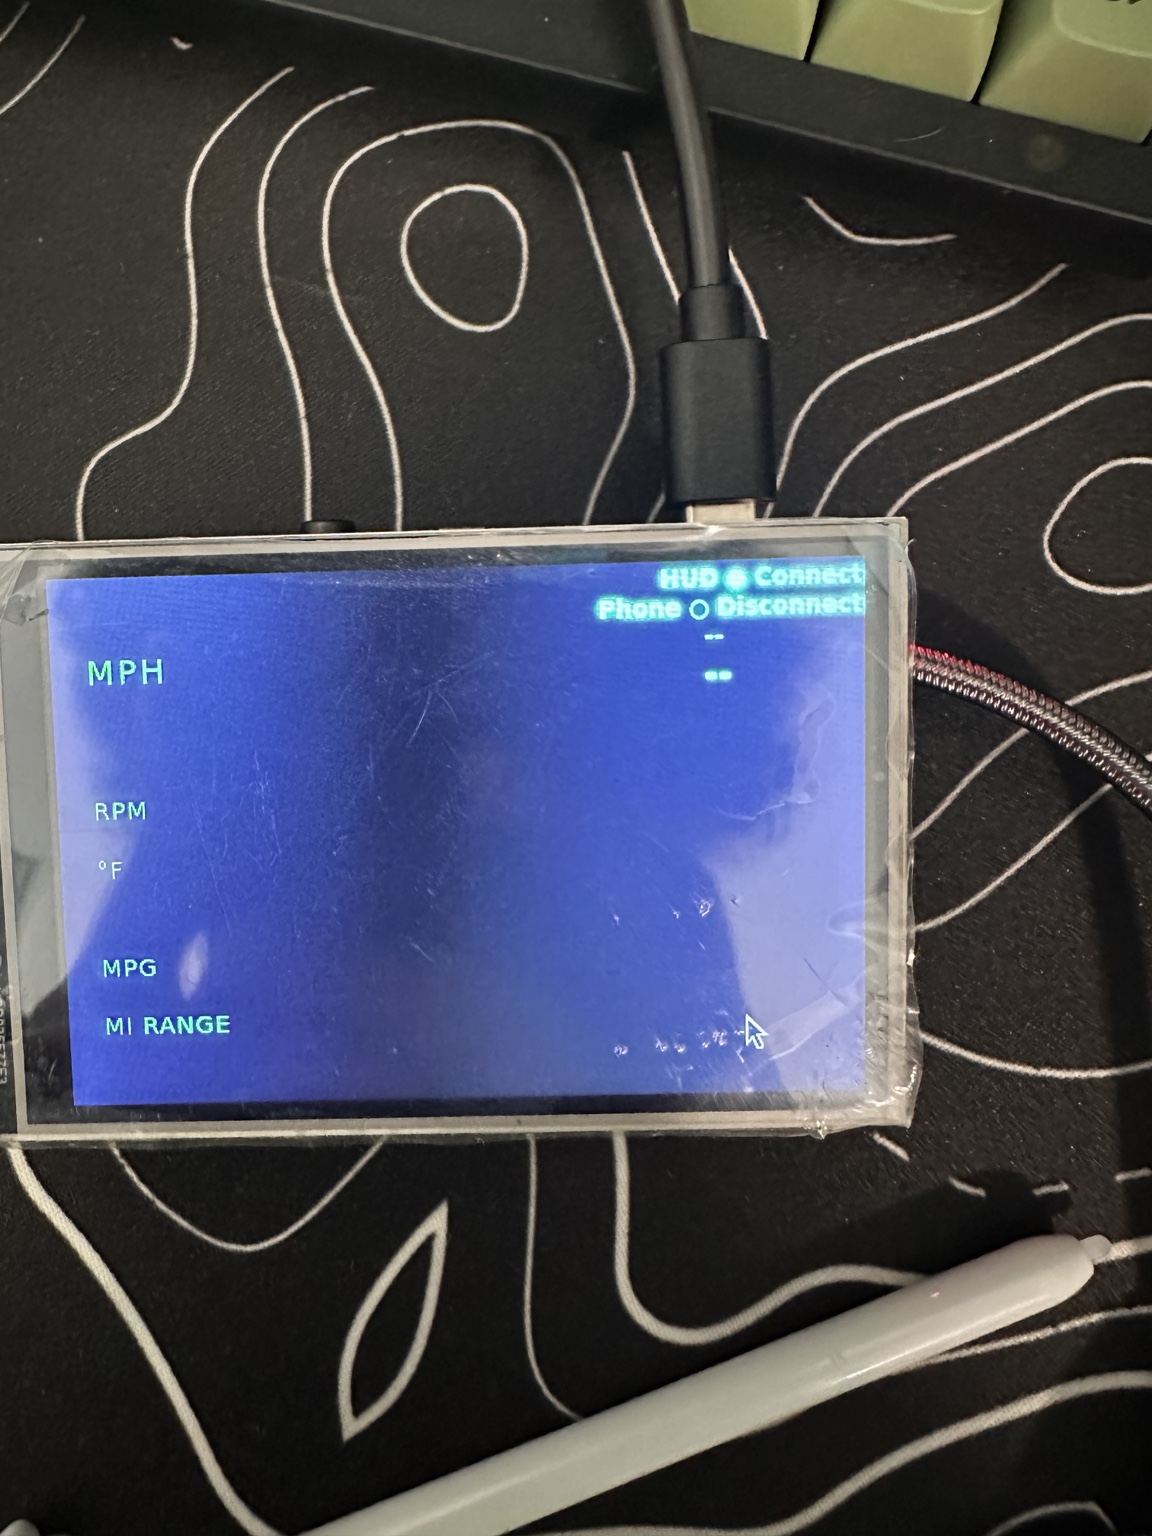 HUD ● Connect
Phone ○ Disconnect
--
MPH
--
RPM
°F
MPG
MI RANGE